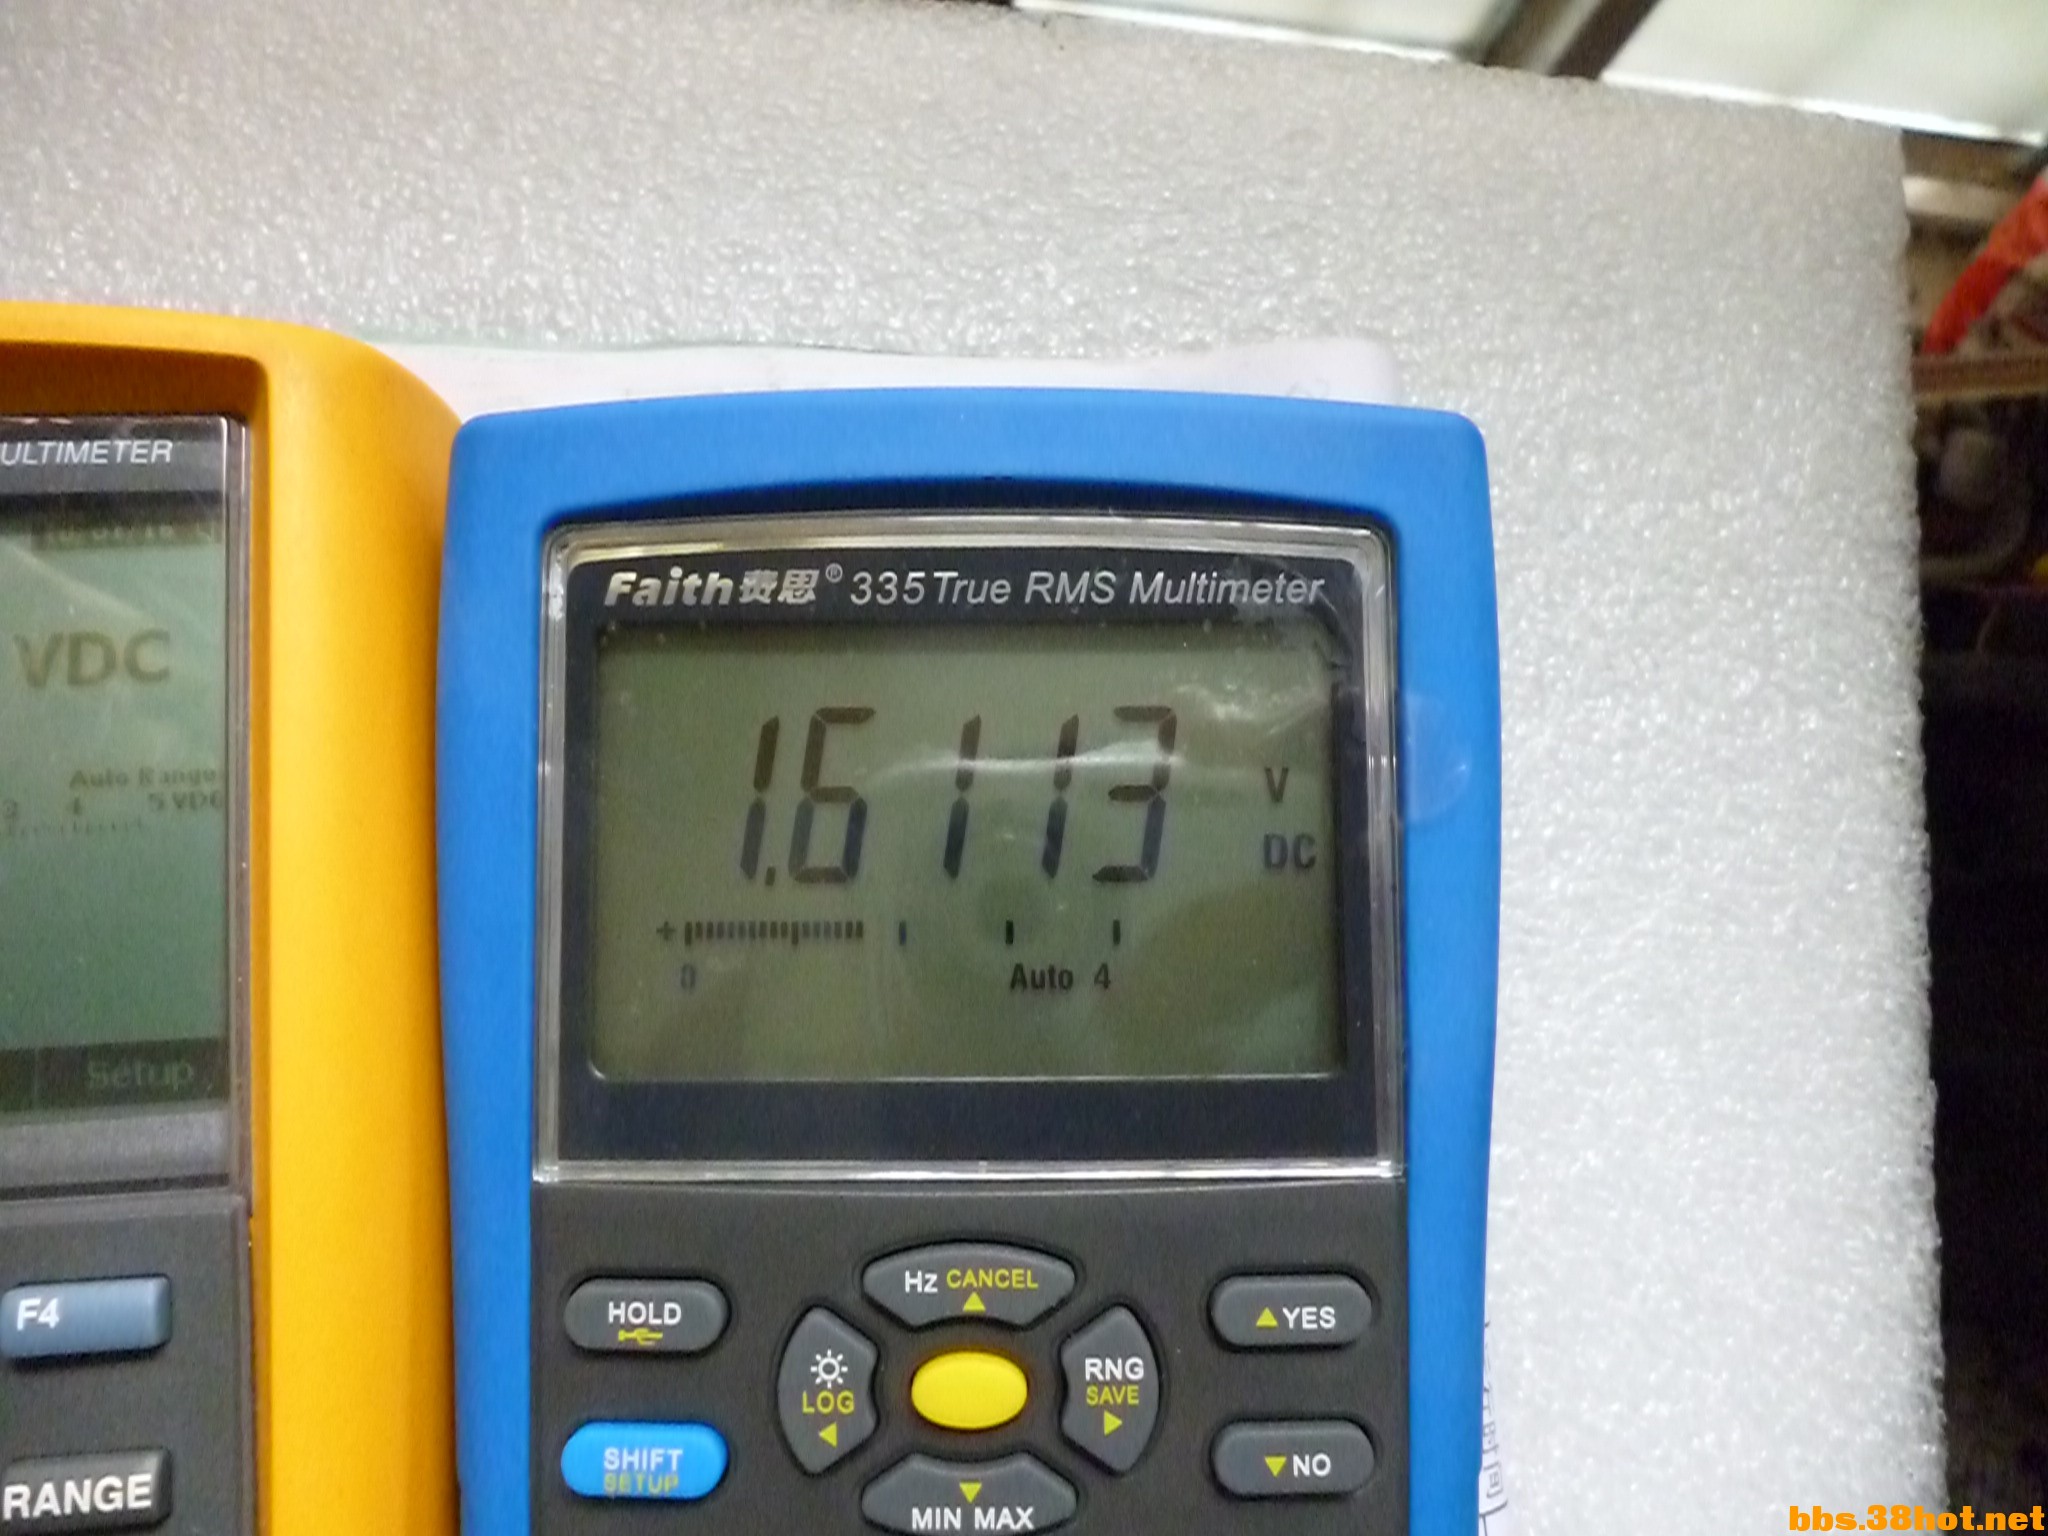 ULTIMETER
VDC
Auto Range
3 4 5 VDC
Setup
F4
RANGE
Faith费思® 335 True RMS Multimeter
1.6113
V
DC
+
0
Auto 4
HOLD
Hz CANCEL
YES
LOG
RNG
SAVE
SHIFT
SETUP
NO
MIN MAX
bbs.38hot.net